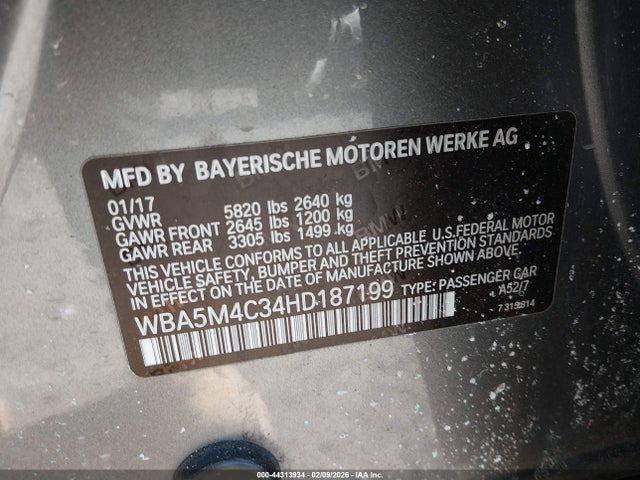 MFD BY BAYERISCHE MOTOREN WERKE AG
01/17
GVWR 5820 lbs 2640 kg
GAWR FRONT 2645 lbs 1200 kg
GAWR REAR 3305 lbs 1499 kg
THIS VEHICLE CONFORMS TO ALL APPLICABLE U.S.FEDERAL MOTOR
VEHICLE SAFETY, BUMPER AND THEFT PREVENTION STANDARDS
IN EFFECT ON THE DATE OF MANUFACTURE SHOWN ABOVE.
WBA5M4C34HD187199 TYPE: PASSENGER CAR
A52/7
000-44313934 - 02/09/2026 - IAAI.COM